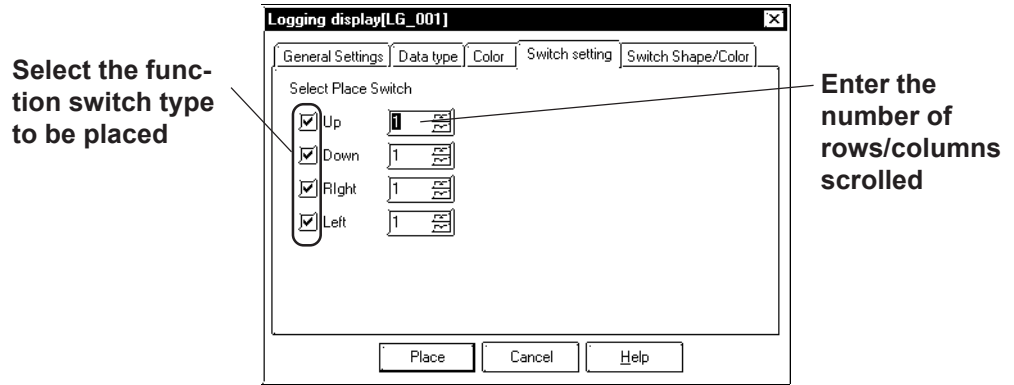 Logging display[LG_001]
General Settings Data type Color Switch setting Switch Shape/Color
Select the func-
tion switch type
to be placed
Select Place Switch
Up 1
Down 1
RIght 1
Left 1
Enter the
number of
rows/columns
scrolled
Place Cancel Help